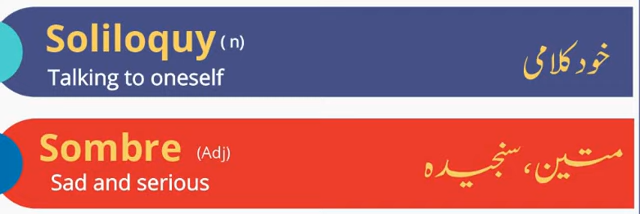 Soliloquy ( n)
Talking to oneself
خود کلامی
Sombre (Adj)
Sad and serious
متین، سنجیدہ